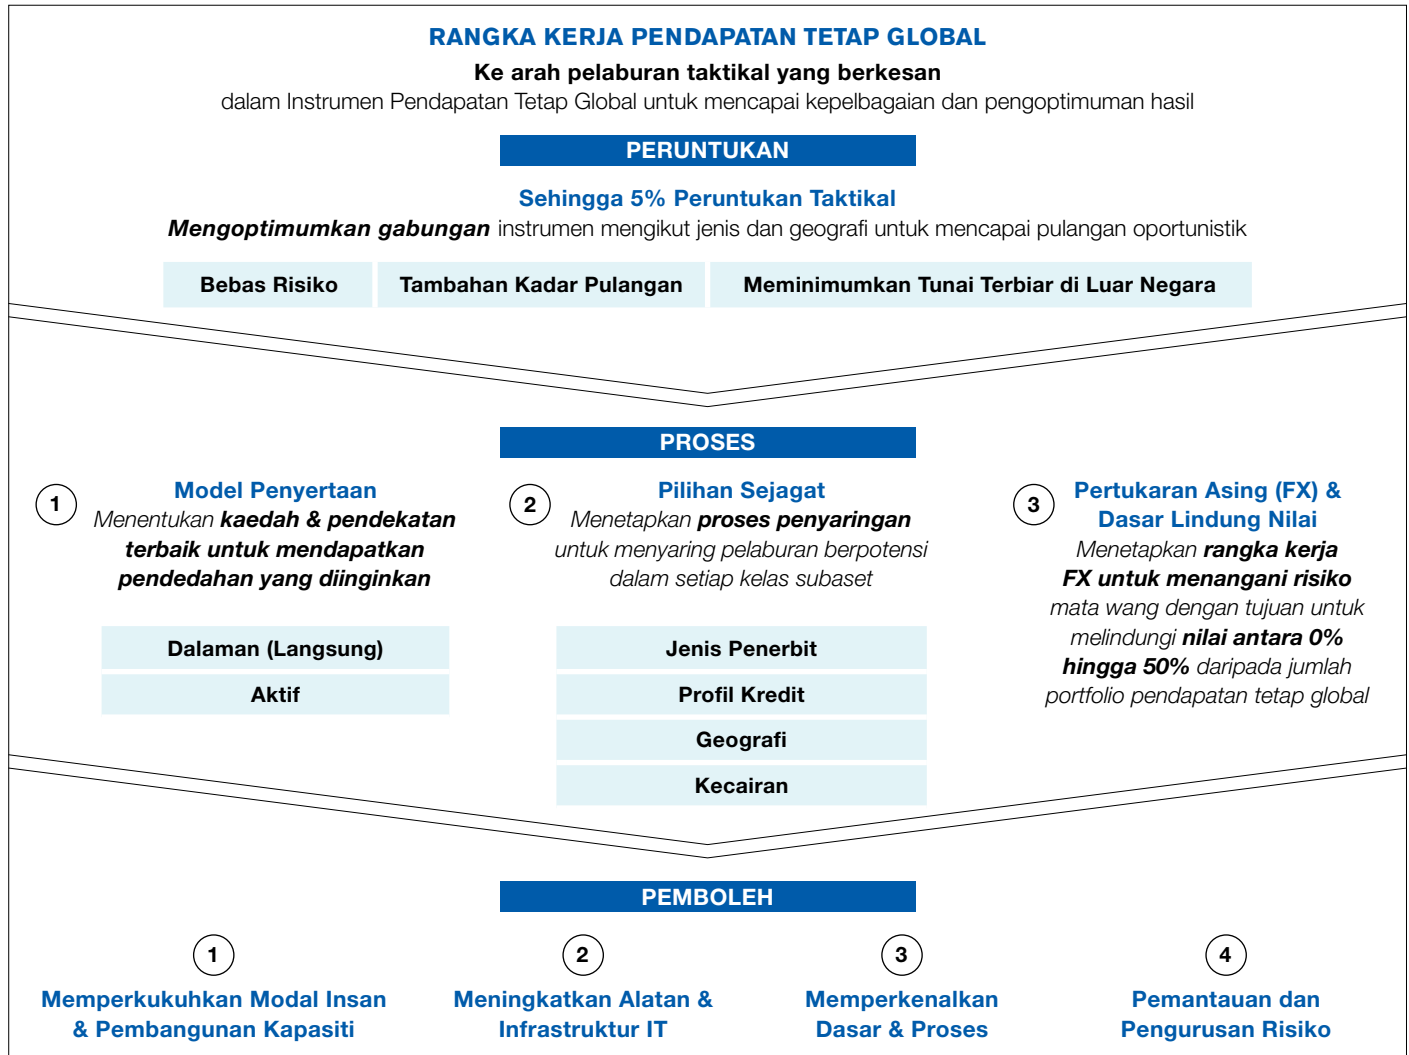 RANGKA KERJA PENDAPATAN TETAP GLOBAL
Ke arah pelaburan taktikal yang berkesan
dalam Instrumen Pendapatan Tetap Global untuk mencapai kepelbagaian dan pengoptimuman hasil
PERUNTUKAN
Sehingga 5% Peruntukan Taktikal
Mengoptimumkan gabungan instrumen mengikut jenis dan geografi untuk mencapai pulangan oportunistik
Bebas Risiko
Tambahan Kadar Pulangan
Meminimumkan Tunai Terbiar di Luar Negara
PROSES
1
Model Penyertaan
Menentukan kaedah & pendekatan
terbaik untuk mendapatkan
pendedahan yang diinginkan
Dalaman (Langsung)
Aktif
2
Pilihan Sejagat
Menetapkan proses penyaringan
untuk menyaring pelaburan berpotensi
dalam setiap kelas subaset
Jenis Penerbit
Profil Kredit
Geografi
Kecairan
3
Pertukaran Asing (FX) &
Dasar Lindung Nilai
Menetapkan rangka kerja
FX untuk menangani risiko
mata wang dengan tujuan untuk
melindungi nilai antara 0%
hingga 50% daripada jumlah
portfolio pendapatan tetap global
PEMBOLEH
1
Memperkukuhkan Modal Insan
& Pembangunan Kapasiti
2
Meningkatkan Alatan &
Infrastruktur IT
3
Memperkenalkan
Dasar & Proses
4
Pemantauan dan
Pengurusan Risiko